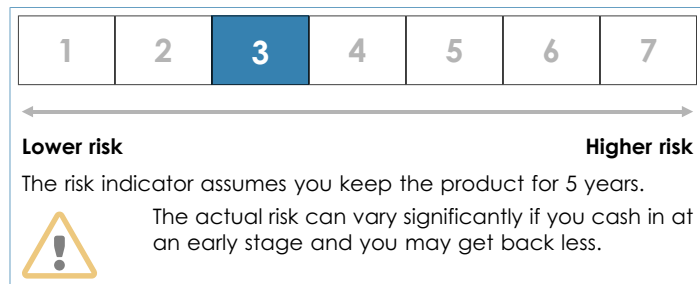 1 2 3 4 5 6 7
Lower risk Higher risk
The risk indicator assumes you keep the product for 5 years.
The actual risk can vary significantly if you cash in at
an early stage and you may get back less.